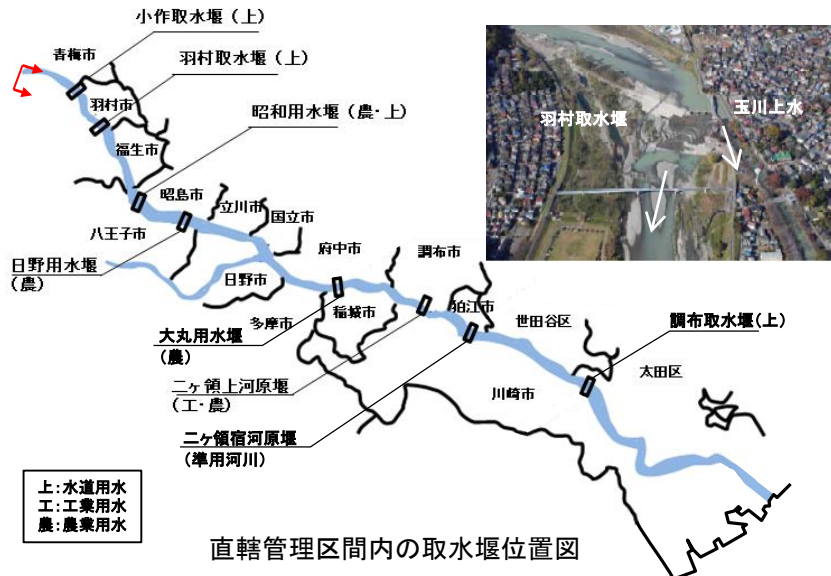 小作取水堰(上)
青梅市
羽村取水堰(上)
羽村市
昭和用水堰(農・上)
福生市
羽村取水堰
玉川上水
昭島市
立川市
国立市
八王子市
日野用水堰
(農)
日野市
府中市
調布市
多摩市
稲城市
狛江市
世田谷区
大丸用水堰
(農)
調布取水堰(上)
太田区
二ヶ領上河原堰
(工・農)
川崎市
二ヶ領宿河原堰
(準用河川)
上:水道用水
工:工業用水
農:農業用水
直轄管理区間内の取水堰位置図